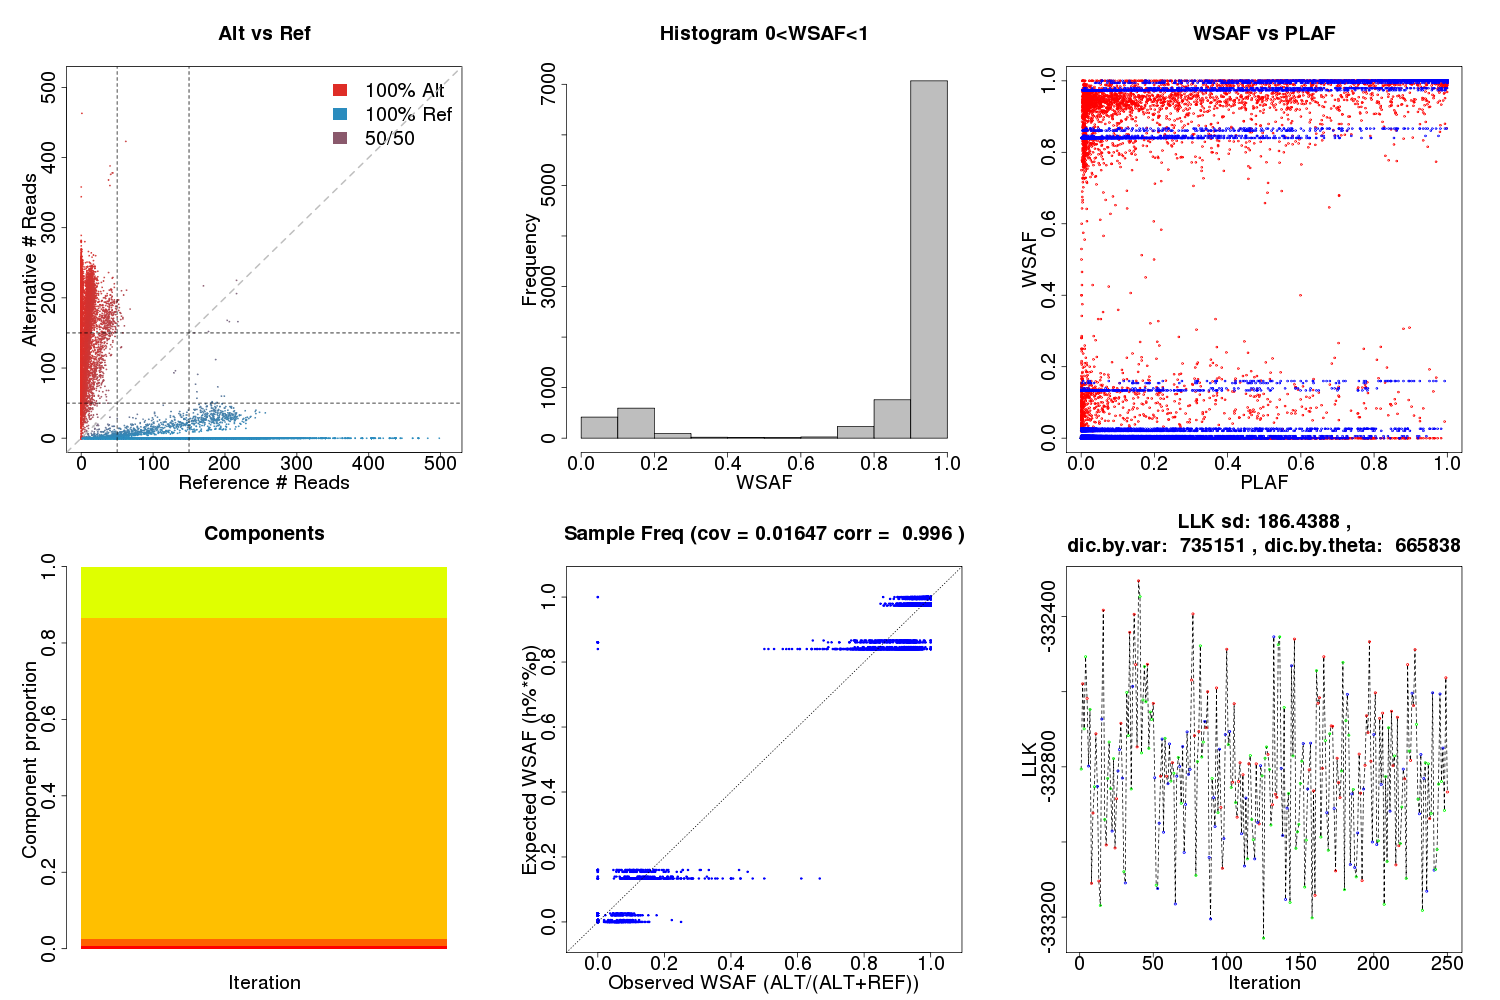 Alt vs Ref
100% Alt
100% Ref
50/50
Alternative # Reads
0 100 200 300 400 500
0 100 200 300 400 500
Reference # Reads
Histogram 0<WSAF<1
Frequency
0 1000 3000 5000 7000
0.0 0.2 0.4 0.6 0.8 1.0
WSAF
WSAF vs PLAF
WSAF
0.0 0.2 0.4 0.6 0.8 1.0
0.0 0.2 0.4 0.6 0.8 1.0
PLAF
Components
Component proportion
0.0 0.2 0.4 0.6 0.8 1.0
Iteration
Sample Freq (cov = 0.01647 corr = 0.996 )
Expected WSAF (h%*%p)
0.0 0.2 0.4 0.6 0.8 1.0
0.0 0.2 0.4 0.6 0.8 1.0
Observed WSAF (ALT/(ALT+REF))
LLK sd: 186.4388 ,
dic.by.var: 735151 , dic.by.theta: 665838
LLK
-333200 -332800 -332400
0 50 100 150 200 250
Iteration